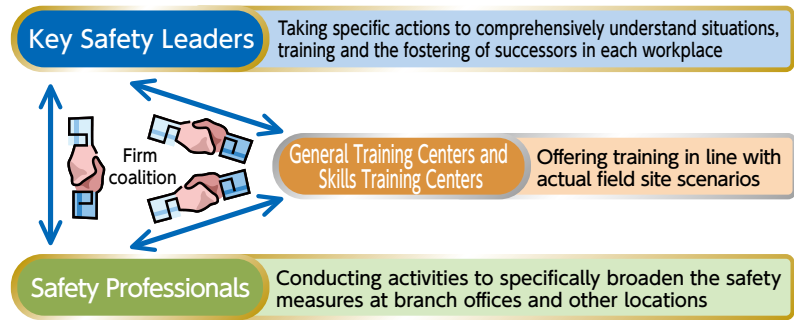 Key Safety Leaders
Taking specific actions to comprehensively understand situations,
training and the fostering of successors in each workplace
Firm
coalition
General Training Centers and
Skills Training Centers
Offering training in line with
actual field site scenarios
Safety Professionals
Conducting activities to specifically broaden the safety
measures at branch offices and other locations